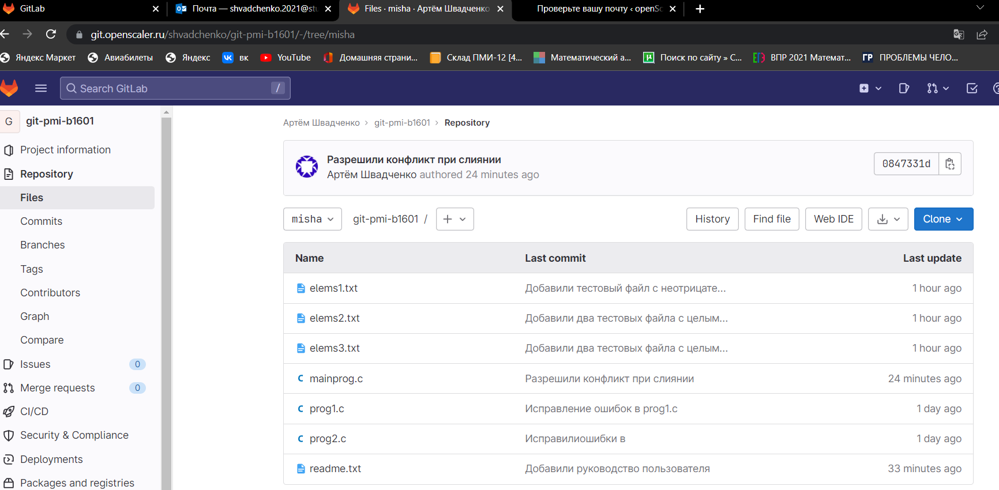 GitLab
Почта — shvadchenko.2021@stu
Files · misha · Артём Швадченко
Проверьте вашу почту ‹ openSc
git.openscaler.ru/shvadchenko/git-pmi-b1601/-/tree/misha
Яндекс Маркет Авиабилеты Яндекс вк YouTube Домашняя страни... Склад ПМИ-12 [4... Математический а... Поиск по сайту » С... ВПР 2021 Математ... ПРОБЛЕМЫ ЧЕЛО...
Search GitLab /
G git-pmi-b1601
Project information
Repository
Files
Commits
Branches
Tags
Contributors
Graph
Compare
Issues 0
Merge requests 0
CI/CD
Security & Compliance
Deployments
Packages and registries
Артём Швадченко › git-pmi-b1601 › Repository
Разрешили конфликт при слиянии
Артём Швадченко authored 24 minutes ago
0847331d
misha git-pmi-b1601 / + History Find file Web IDE Clone
Name Last commit Last update
elems1.txt Добавили тестовый файл с неотрицате... 1 hour ago
elems2.txt Добавили два тестовых файла с целым... 1 hour ago
elems3.txt Добавили два тестовых файла с целым... 1 hour ago
C mainprog.c Разрешили конфликт при слиянии 24 minutes ago
C prog1.c Исправление ошибок в prog1.c 1 day ago
C prog2.c Исправилиошибки в 1 day ago
readme.txt Добавили руководство пользователя 33 minutes ago